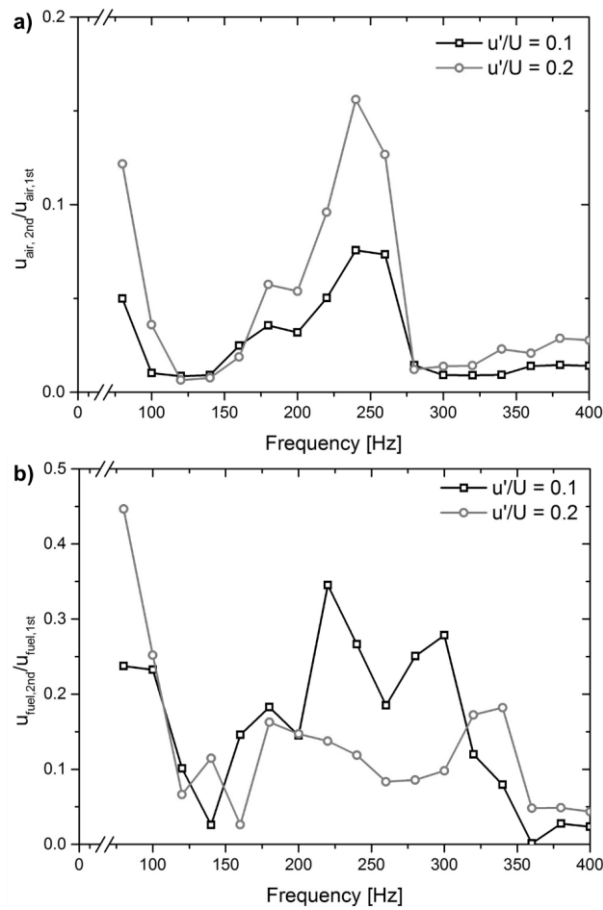 a)
0.2
u'/U = 0.1
u'/U = 0.2
0.1
u_air, 2nd/u_air,1st
0.0
0 100 150 200 250 300 350 400
Frequency [Hz]
b)
0.5
u'/U = 0.1
u'/U = 0.2
0.4
0.3
u_fuel,2nd/u_fuel,1st
0.2
0.1
0.0
0 100 150 200 250 300 350 400
Frequency [Hz]